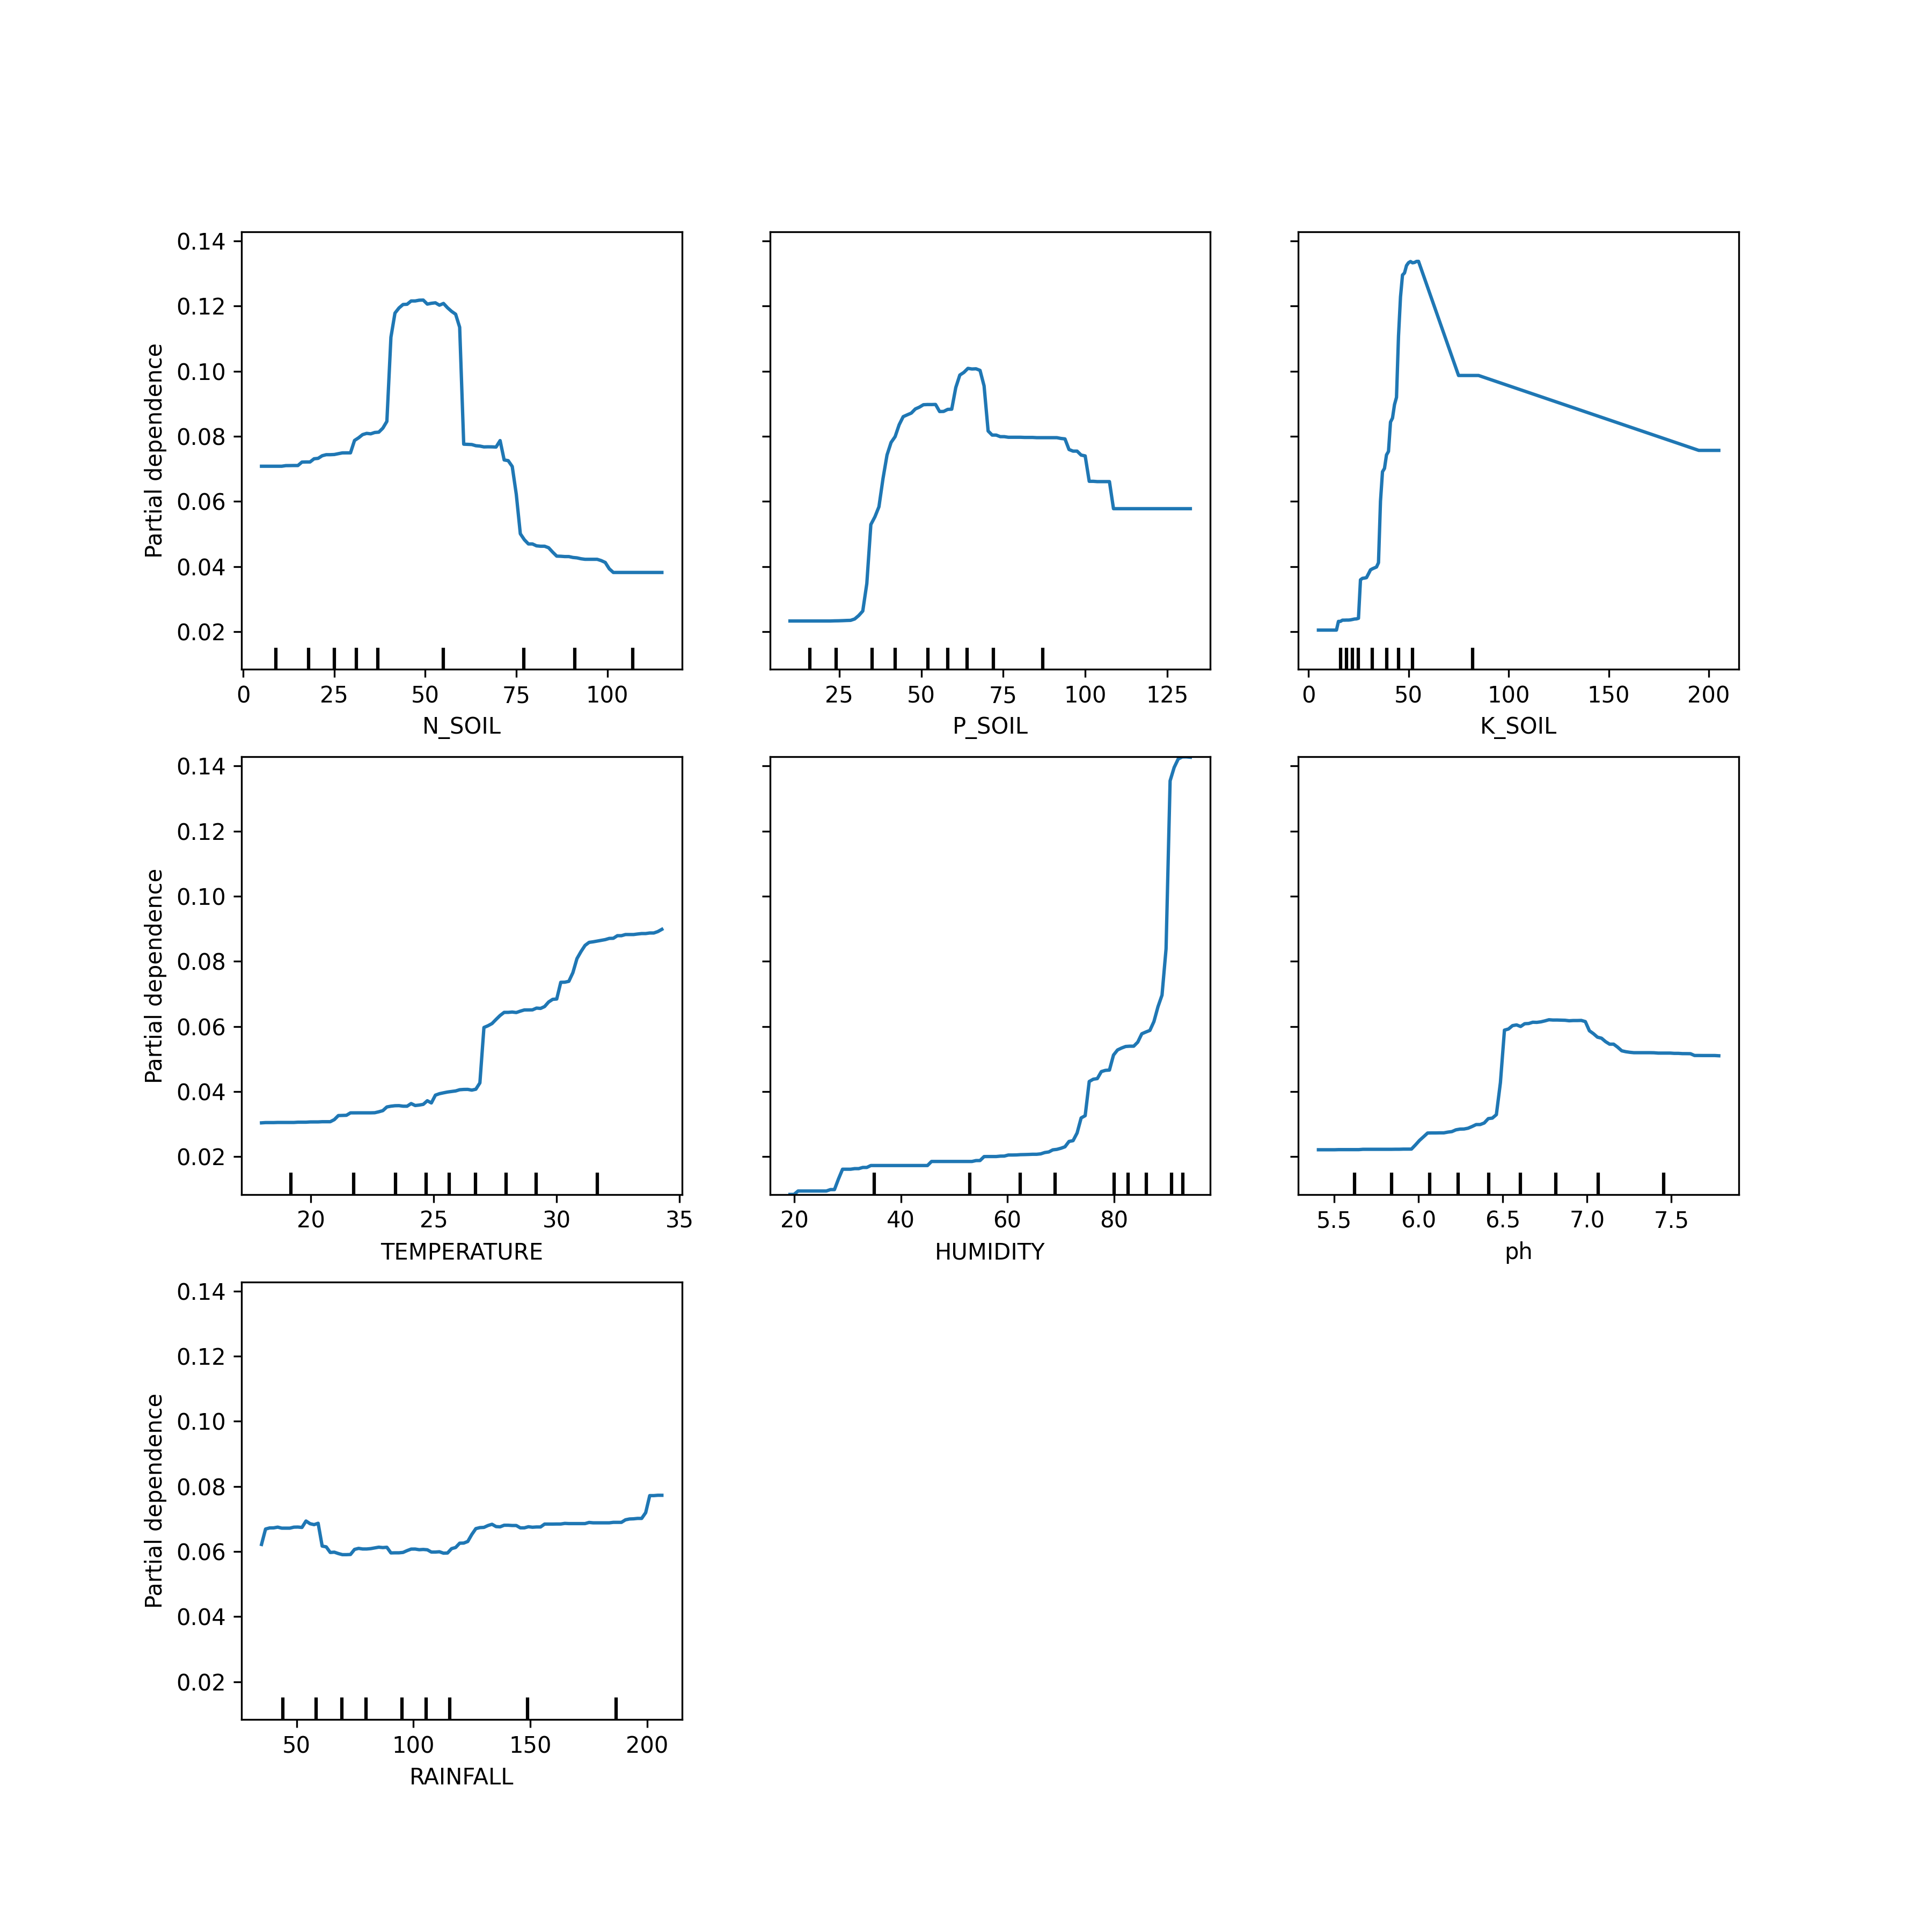 0.14
0.12
0.10
0.08
0.06
0.04
0.02
Partial dependence
0 25 50 75 100
N_SOIL
25 50 75 100 125
P_SOIL
0 50 100 150 200
K_SOIL
0.14
0.12
0.10
0.08
0.06
0.04
0.02
Partial dependence
20 25 30 35
TEMPERATURE
20 40 60 80
HUMIDITY
5.5 6.0 6.5 7.0 7.5
ph
0.14
0.12
0.10
0.08
0.06
0.04
0.02
Partial dependence
50 100 150 200
RAINFALL